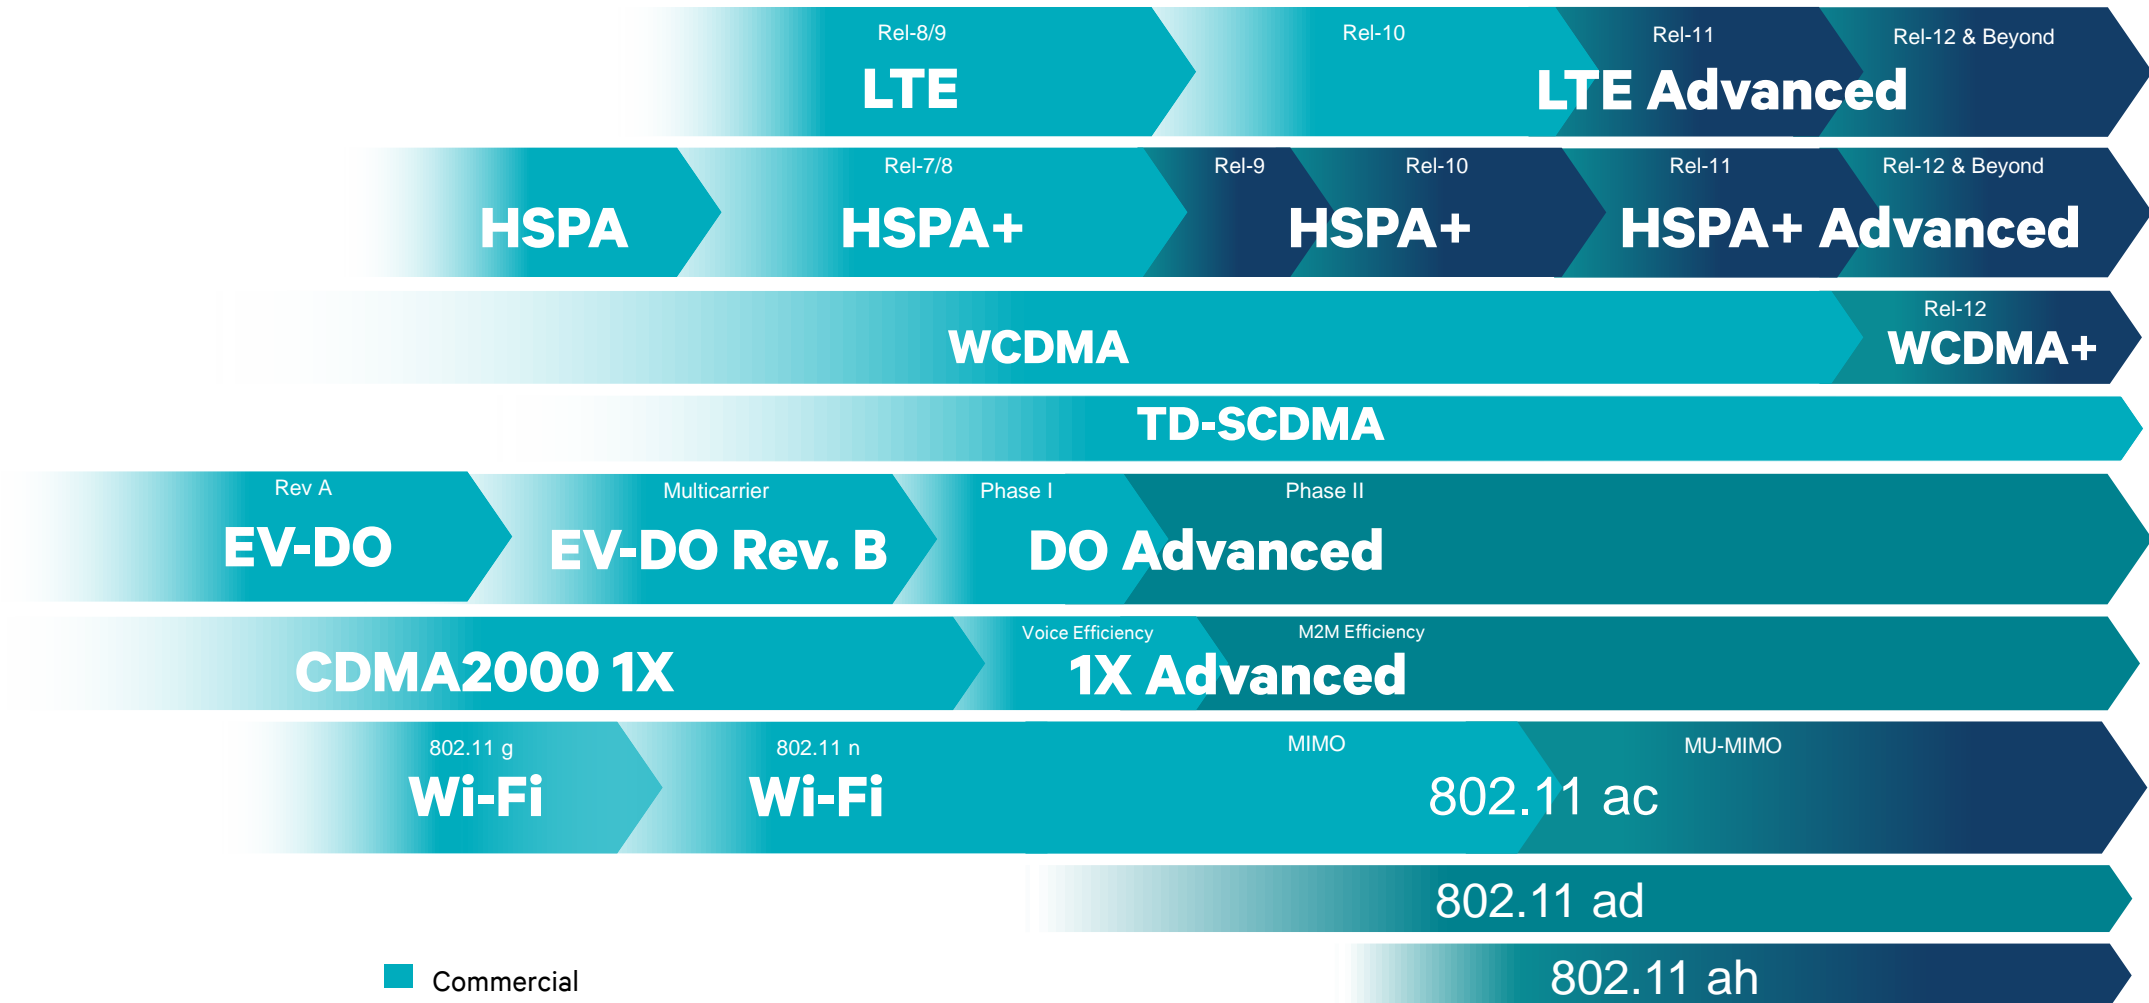 Rel-8/9 Rel-10 Rel-11 Rel-12 & Beyond
LTE LTE Advanced
Rel-7/8 Rel-9 Rel-10 Rel-11 Rel-12 & Beyond
HSPA HSPA+ HSPA+ HSPA+ Advanced
Rel-12
WCDMA WCDMA+
TD-SCDMA
Rev A Multicarrier Phase I Phase II
EV-DO EV-DO Rev. B DO Advanced
Voice Efficiency M2M Efficiency
CDMA2000 1X 1X Advanced
802.11 g 802.11 n MIMO MU-MIMO
Wi-Fi Wi-Fi 802.11 ac
802.11 ad
802.11 ah
Commercial